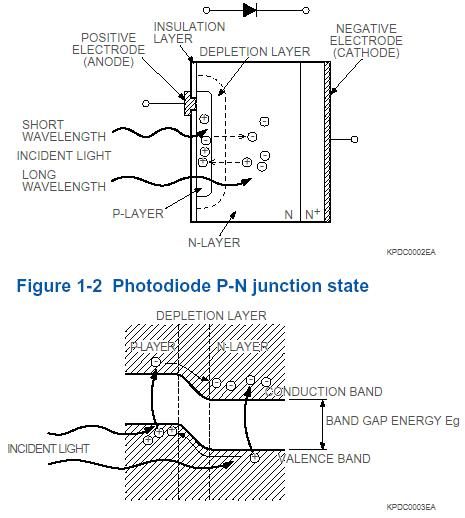 INSULATION
LAYER
POSITIVE
ELECTRODE
(ANODE)
DEPLETION LAYER
NEGATIVE
ELECTRODE
(CATHODE)
SHORT
WAVELENGTH
INCIDENT LIGHT
LONG
WAVELENGTH
P-LAYER
N-LAYER
N
N+
KPDC0002EA
Figure 1-2 Photodiode P-N junction state
DEPLETION LAYER
P-LAYER
N-LAYER
CONDUCTION BAND
BAND GAP ENERGY Eg
INCIDENT LIGHT
VALENCE BAND
KPDC0003EA